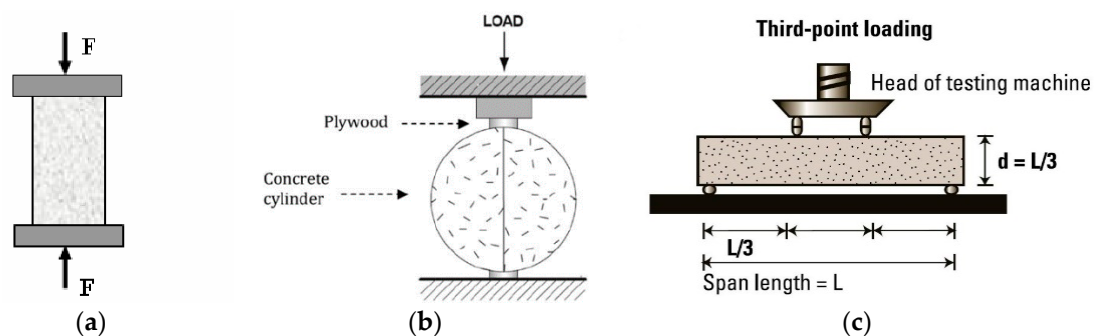 F
F
(a)
LOAD
Plywood
Concrete
cylinder
(b)
Third-point loading
Head of testing machine
d = L/3
L/3
Span length = L
(c)